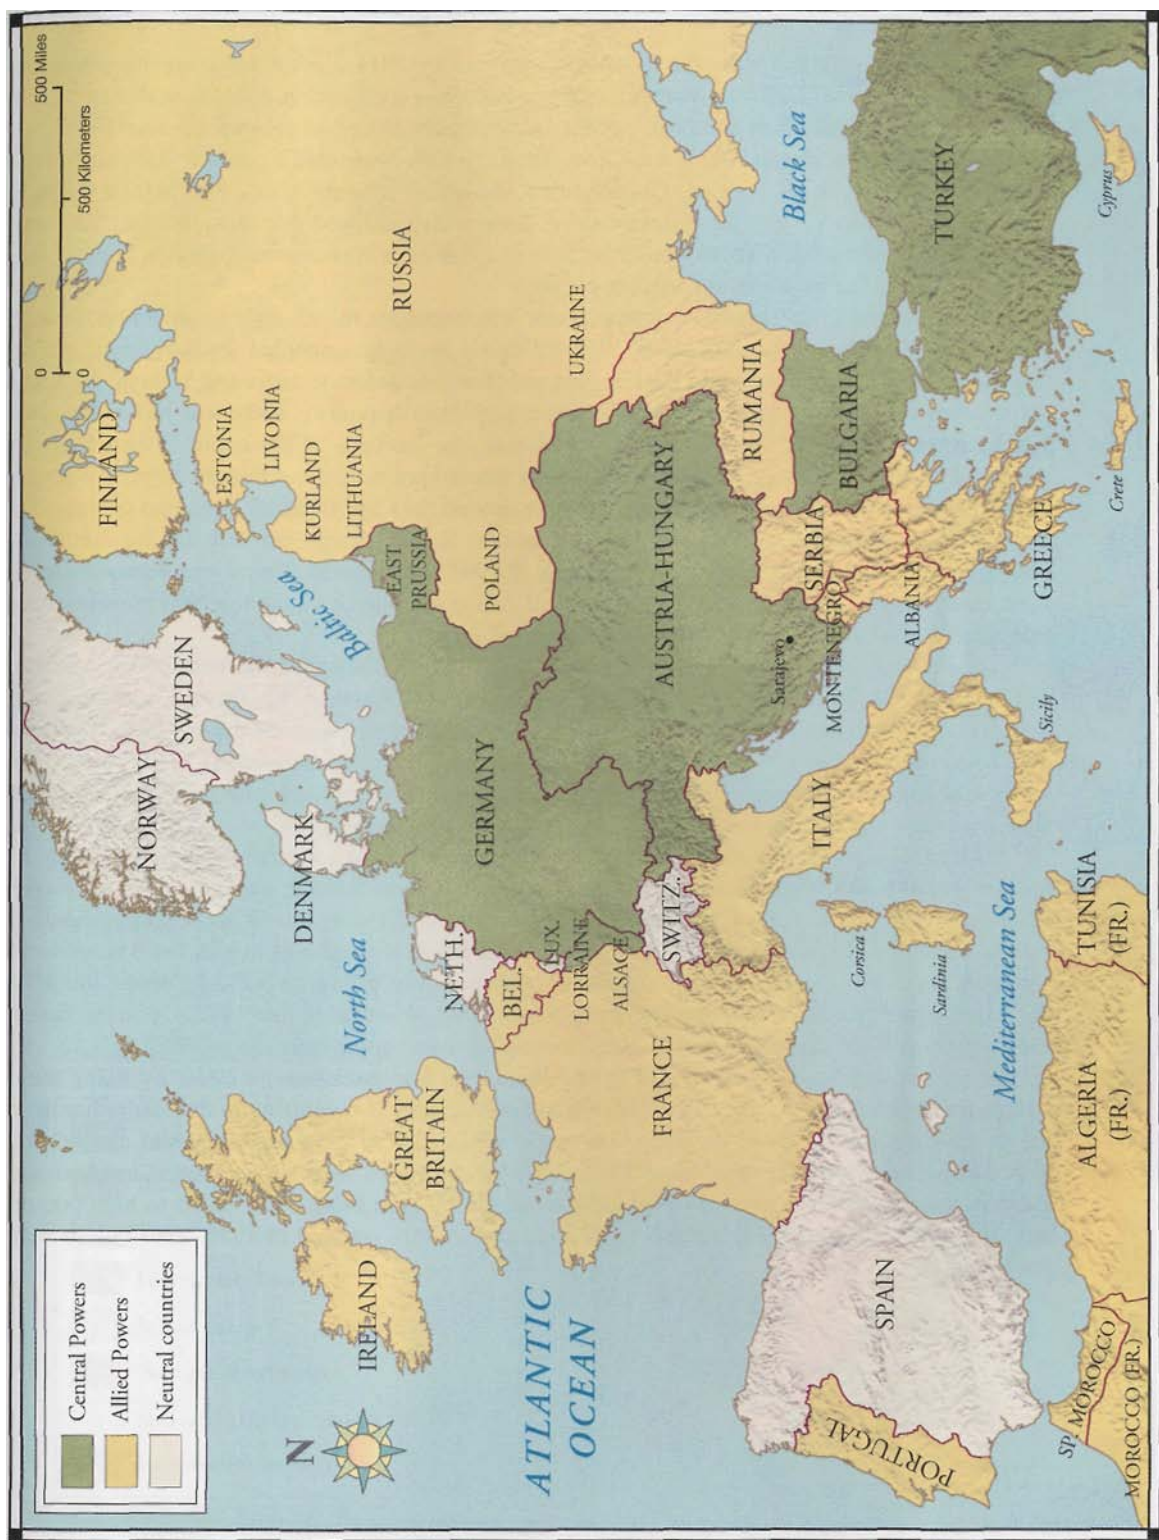 Central Powers
Allied Powers
Neutral countries
N
0
500 Miles
0
500 Kilometers
NORWAY
SWEDEN
FINLAND
ESTONIA
LIVONIA
KURLAND
LITHUANIA
Baltic Sea
DENMARK
North Sea
IRELAND
GREAT
BRITAIN
NETH.
BEL.
LUX.
LORRAINE
ALSACE
GERMANY
EAST
PRUSSIA
POLAND
RUSSIA
UKRAINE
ATLANTIC
OCEAN
FRANCE
SWITZ.
AUSTRIA-HUNGARY
Sarajevo
RUMANIA
Black Sea
SERBIA
MONTENEGRO
BULGARIA
ALBANIA
ITALY
Corsica
Sardinia
Sicily
PORTUGAL
SPAIN
GREECE
Crete
TURKEY
Cyprus
Mediterranean Sea
SP. MOROCCO
MOROCCO (FR.)
ALGERIA
(FR.)
TUNISIA
(FR.)